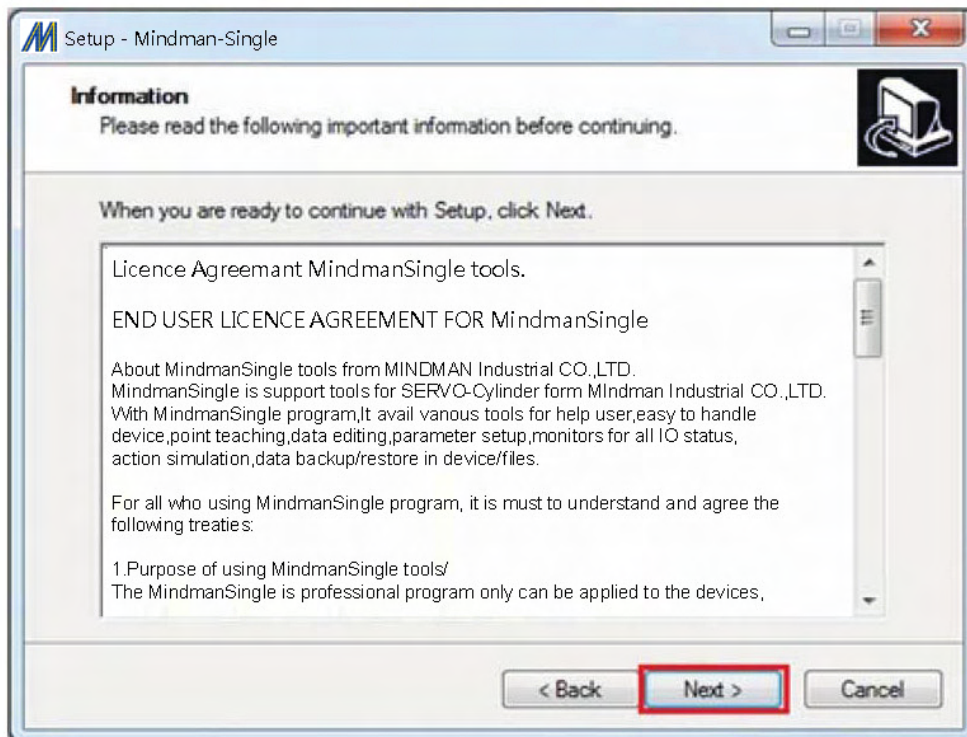 Setup - Mindman-Single
Information
Please read the following important information before continuing.
When you are ready to continue with Setup, click Next.
Licence Agreemant MindmanSingle tools.
END USER LICENCE AGREEMENT FOR MindmanSingle
About MindmanSingle tools from MINDMAN Industrial CO.,LTD.
MindmanSingle is support tools for SERVO-Cylinder form MIndman Industrial CO.,LTD.
With MindmanSingle program,It avail vanous tools for help user,easy to handle
device,point teaching,data editing,parameter setup,monitors for all IO status,
action simulation,data backup/restore in device/files.
For all who using MindmanSingle program, it is must to understand and agree the
following treaties:
1.Purpose of using MindmanSingle tools/
The MindmanSingle is professional program only can be applied to the devices,
< Back
Next >
Cancel